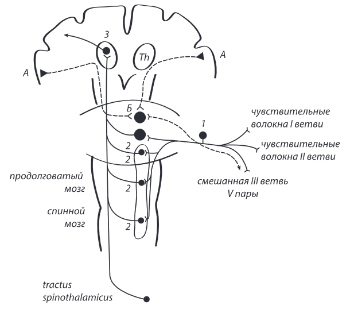 3
А
Th
А
Б
1
чувствительные
волокна I ветви
2
чувствительные
волокна II ветви
2
продолговатый
мозг
смешанная III ветвь
V пары
2
спинной
мозг
2
tractus
spinothalamicus